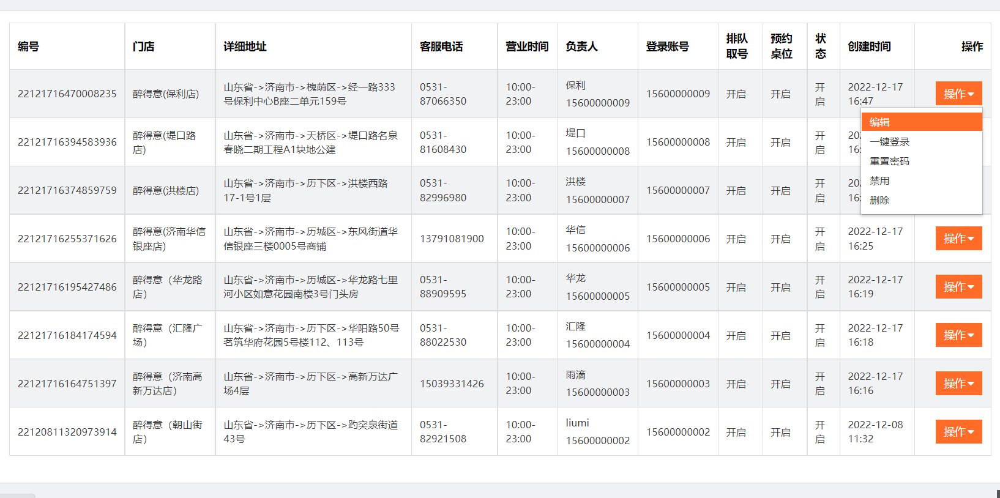 编号 门店 详细地址 客服电话 营业时间 负责人 登录账号 排队取号 预约桌位 状态 创建时间 操作
22121716470008235 醉得意(保利店) 山东省->济南市->槐荫区->经一路333号保利中心B座二单元159号 0531-87066350 10:00-23:00 保利 15600000009 15600000009 开启 开启 开启 2022-12-17 16:47 操作
编辑
一键登录
重置密码
禁用
删除
22121716394583936 醉得意(堤口路店) 山东省->济南市->天桥区->堤口路名泉春晓二期工程A1块地公建 0531-81608430 10:00-23:00 堤口 15600000008 15600000008 开启 开启 开启 202 16:
22121716374859759 醉得意(洪楼店) 山东省->济南市->历下区->洪楼西路17-1号1层 0531-82996980 10:00-23:00 洪楼 15600000007 15600000007 开启 开启 开启 202 16:
22121716255371626 醉得意(济南华信银座店) 山东省->济南市->历城区->东风街道华信银座三楼0005号商铺 13791081900 10:00-23:00 华信 15600000006 15600000006 开启 开启 开启 2022-12-17 16:25 操作
22121716195427486 醉得意（华龙路店） 山东省->济南市->历城区->华龙路七里河小区如意花园南楼3号门头房 0531-88909595 10:00-23:00 华龙 15600000005 15600000005 开启 开启 开启 2022-12-17 16:19 操作
22121716184174594 醉得意（汇隆广场） 山东省->济南市->历下区->华阳路50号茗筑华府花园5号楼112、113号 0531-88022530 10:00-23:00 汇隆 15600000004 15600000004 开启 开启 开启 2022-12-17 16:18 操作
22121716164751397 醉得意（济南高新万达店） 山东省->济南市->历下区->高新万达广场4层 15039331426 10:00-23:00 雨滴 15600000003 15600000003 开启 开启 开启 2022-12-17 16:16 操作
22120811320973914 醉得意（朝山街店） 山东省->济南市->历下区->趵突泉街道43号 0531-82921508 10:00-23:00 liumi 15600000002 15600000002 开启 开启 开启 2022-12-08 11:32 操作